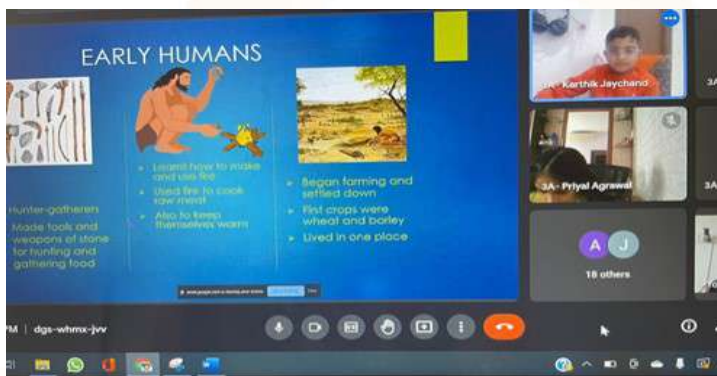 EARLY HUMANS
Hunter-gatherers
Made tools and
weapons of stone
for hunting and
gathering food
➤ Learnt how to make
and use fire
➤ Used fire to cook
raw meat
➤ Also to keep
themselves warm
➤ Began farming and
settled down
➤ First crops were
wheat and barley
➤ Lived in one place
3A- Karthik Jaychand
3A- Priyal Agrawal
3A
A J
18 others
PM | dgs-whmx-jvv